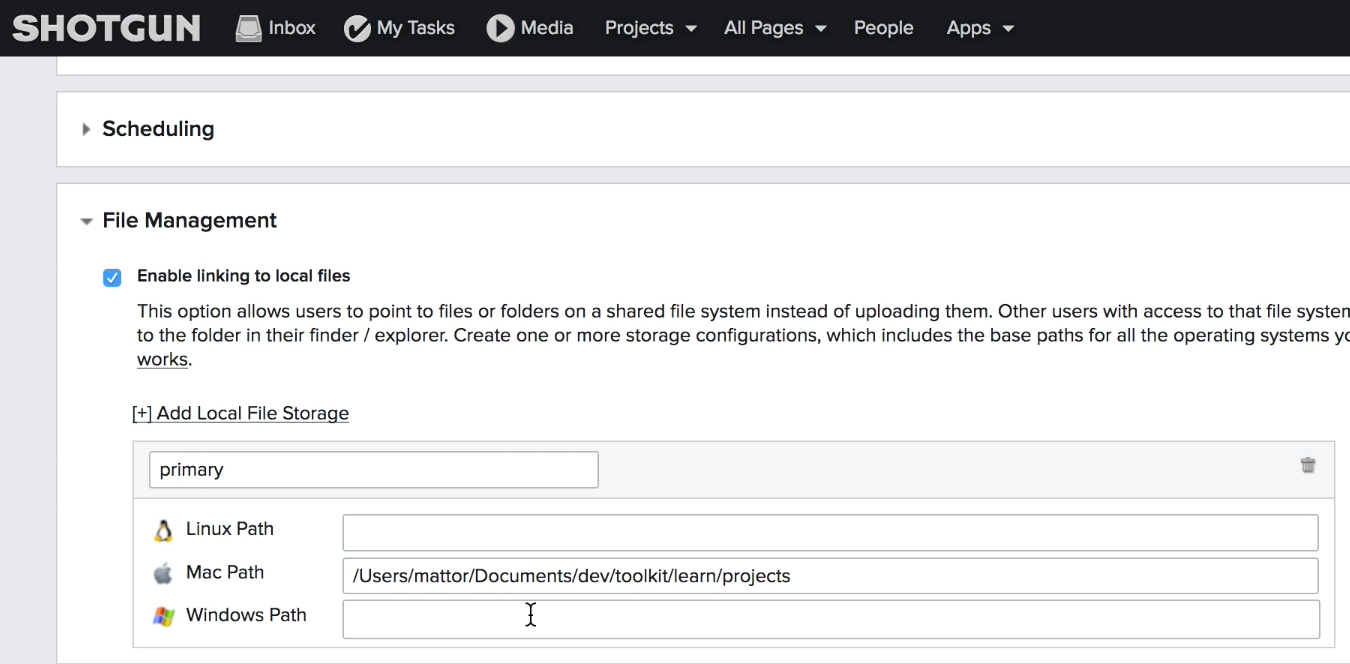 SHOTGUN Inbox My Tasks Media Projects All Pages People Apps
Scheduling
File Management
Enable linking to local files
This option allows users to point to files or folders on a shared file system instead of uploading them. Other users with access to that file system
to the folder in their finder / explorer. Create one or more storage configurations, which includes the base paths for all the operating systems yo
works.
[+] Add Local File Storage
primary
Linux Path
Mac Path /Users/mattor/Documents/dev/toolkit/learn/projects
Windows Path